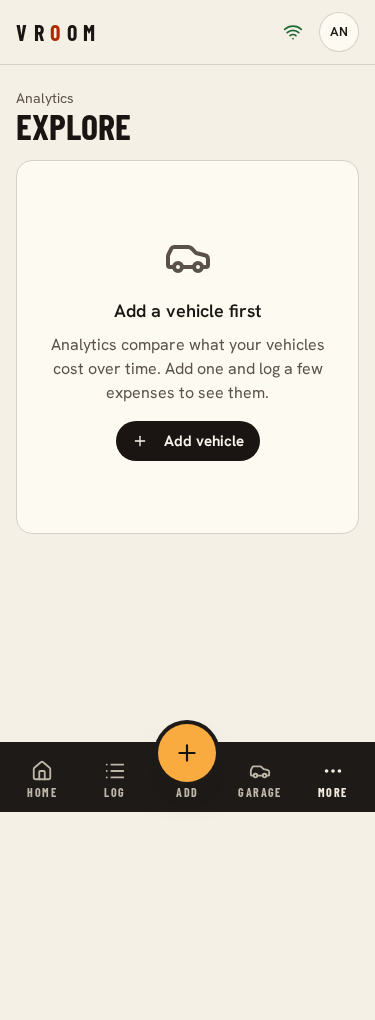 VROOM
AN
Analytics
EXPLORE
Add a vehicle first
Analytics compare what your vehicles
cost over time. Add one and log a few
expenses to see them.
Add vehicle
HOME
LOG
ADD
GARAGE
MORE